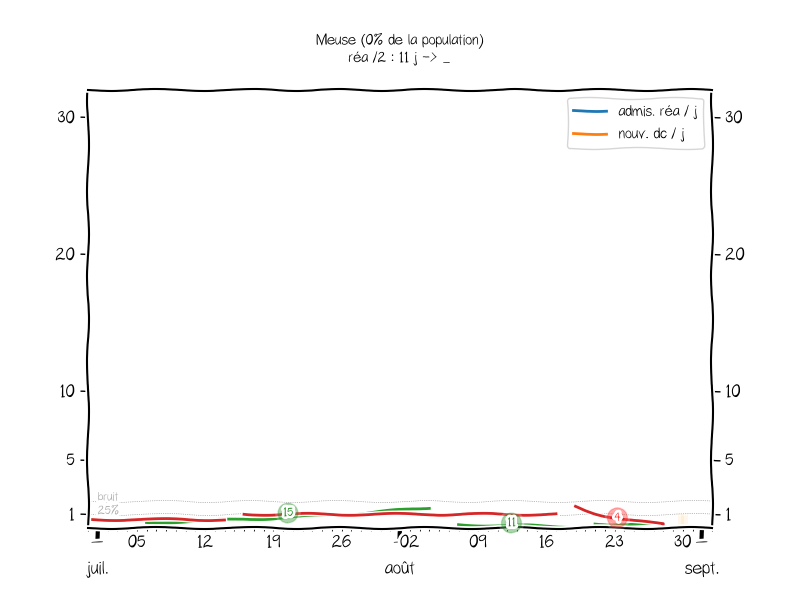 Meuse (0% de la population)
réa /2 : 11 j -> _
admis. réa / j
nouv. dc / j
30 30
20 20
10 10
5 5
bruit
25%
1 1
15 11 4
05 12 19 26 02 09 16 23 30
juil. août sept.